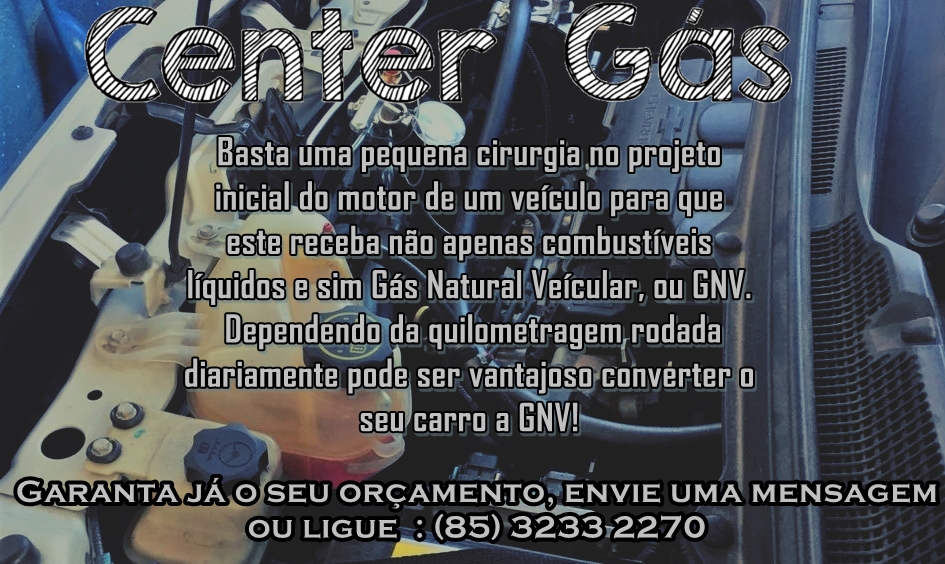 Center Gás
Basta uma pequena cirurgia no projeto
inicial do motor de um veículo para que
este receba não apenas combustíveis
líquidos e sim Gás Natural Veícular, ou GNV.
Dependendo da quilometragem rodada
diariamente pode ser vantajoso converter o
seu carro a GNV!
Garanta já o seu orçamento, envie uma mensagem
ou ligue : (85) 3233 2270